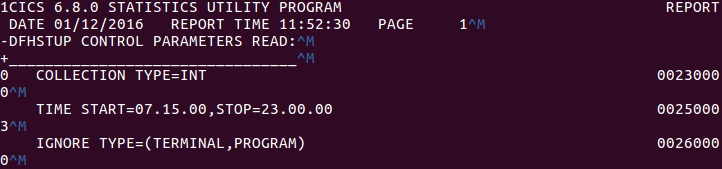 1CICS 6.8.0 STATISTICS UTILITY PROGRAM                                  REPORT
 DATE 01/12/2016   REPORT TIME 11:52:30   PAGE      1^M
-DFHSTUP CONTROL PARAMETERS READ:^M
+________________________________^M
0   COLLECTION TYPE=INT                                                0023000
0^M
    TIME START=07.15.00,STOP=23.00.00                                  0025000
3^M
    IGNORE TYPE=(TERMINAL,PROGRAM)                                     0026000
0^M